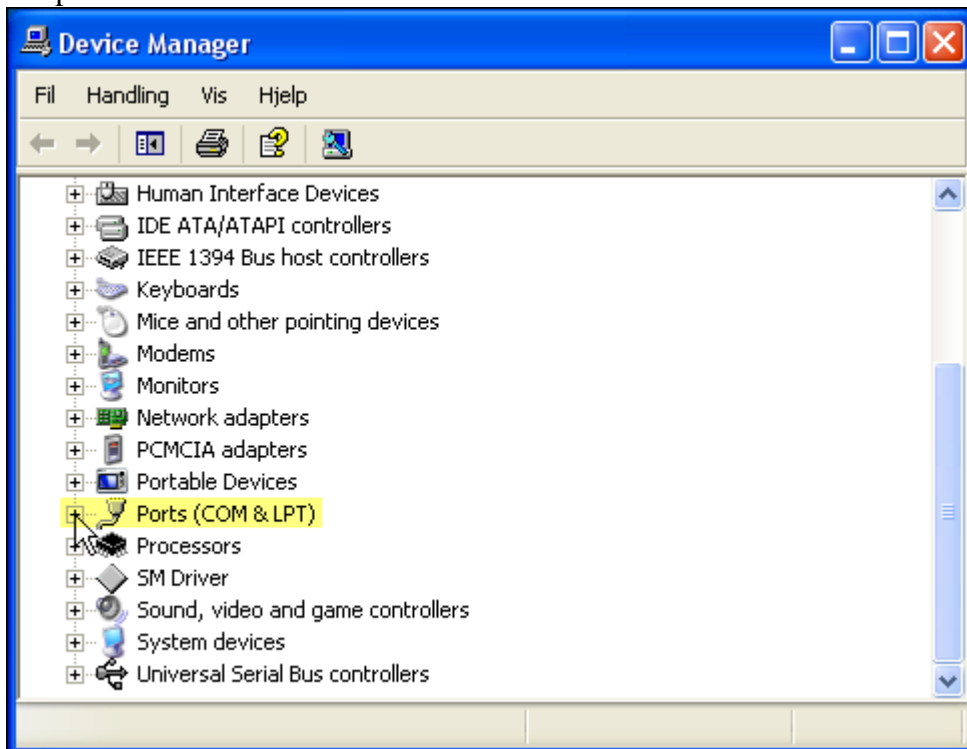 Device Manager
Fil Handling Vis Hjelp
Human Interface Devices
IDE ATA/ATAPI controllers
IEEE 1394 Bus host controllers
Keyboards
Mice and other pointing devices
Modems
Monitors
Network adapters
PCMCIA adapters
Portable Devices
Ports (COM & LPT)
Processors
SM Driver
Sound, video and game controllers
System devices
Universal Serial Bus controllers